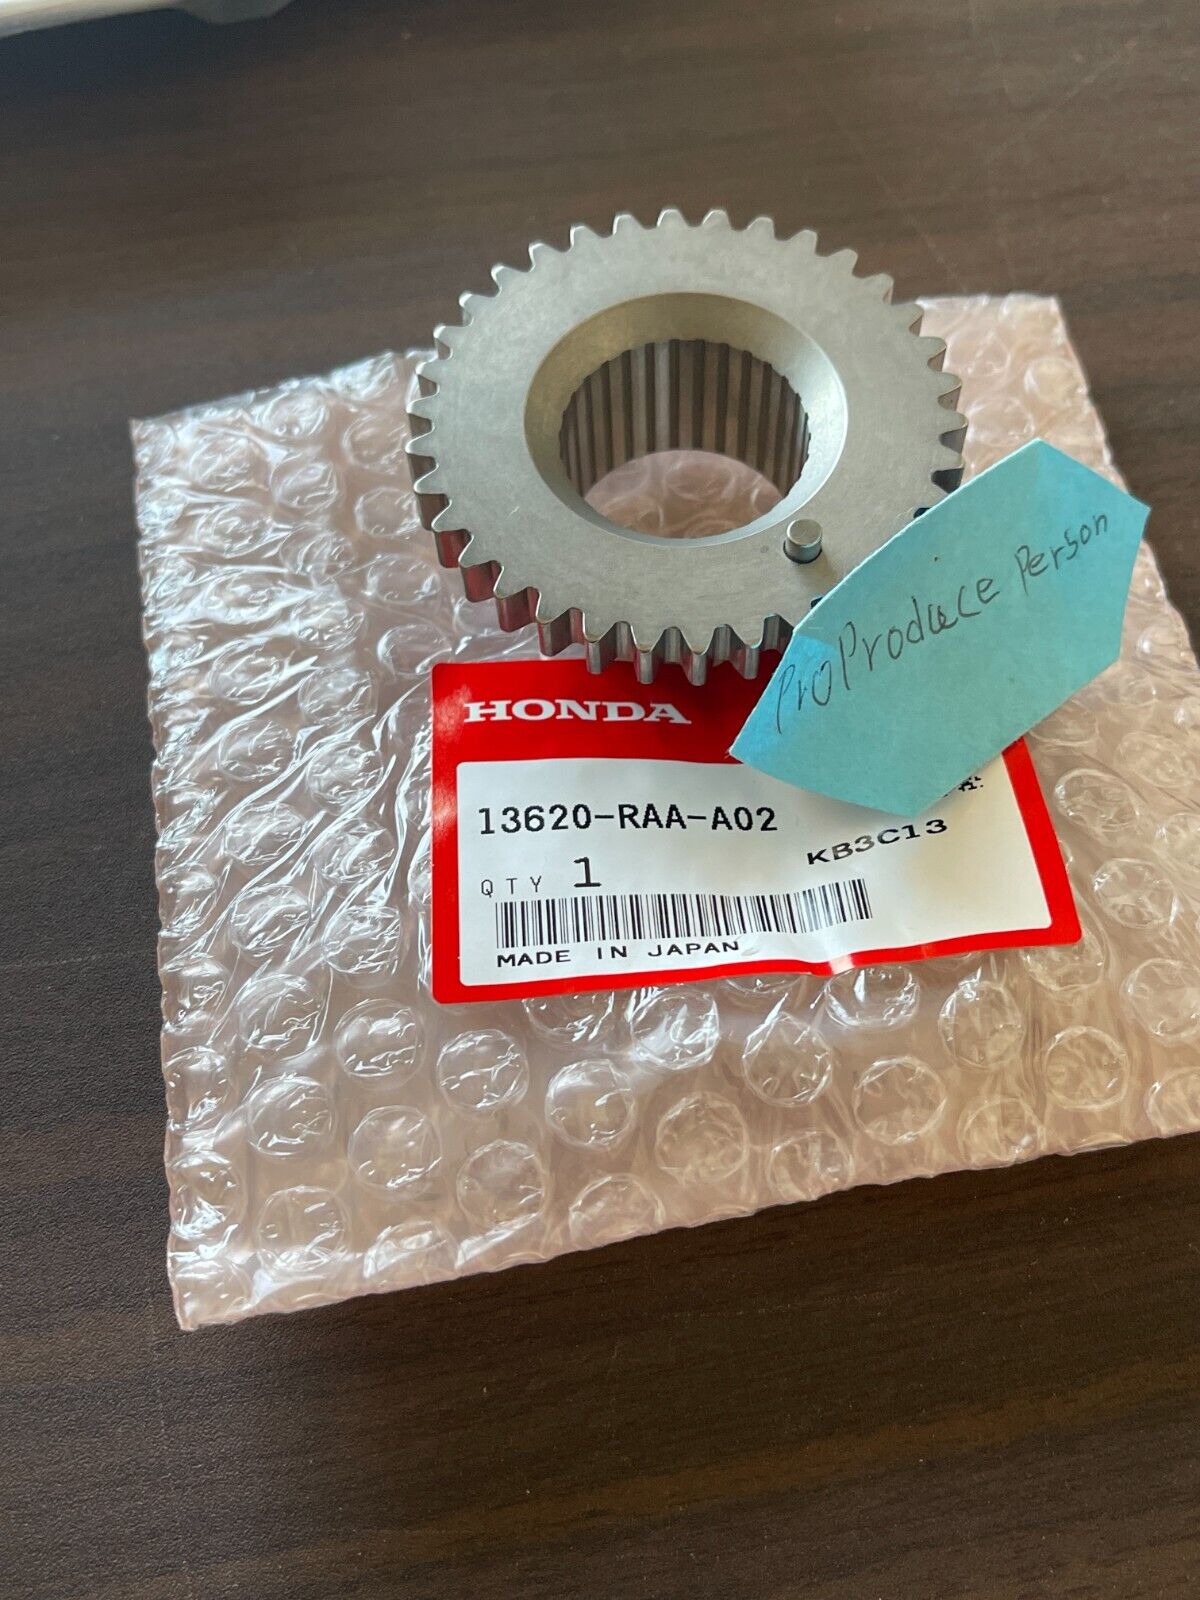 ProProduce Person
HONDA
13620-RAA-A02
KB3C13
QTY 1
MADE IN JAPAN